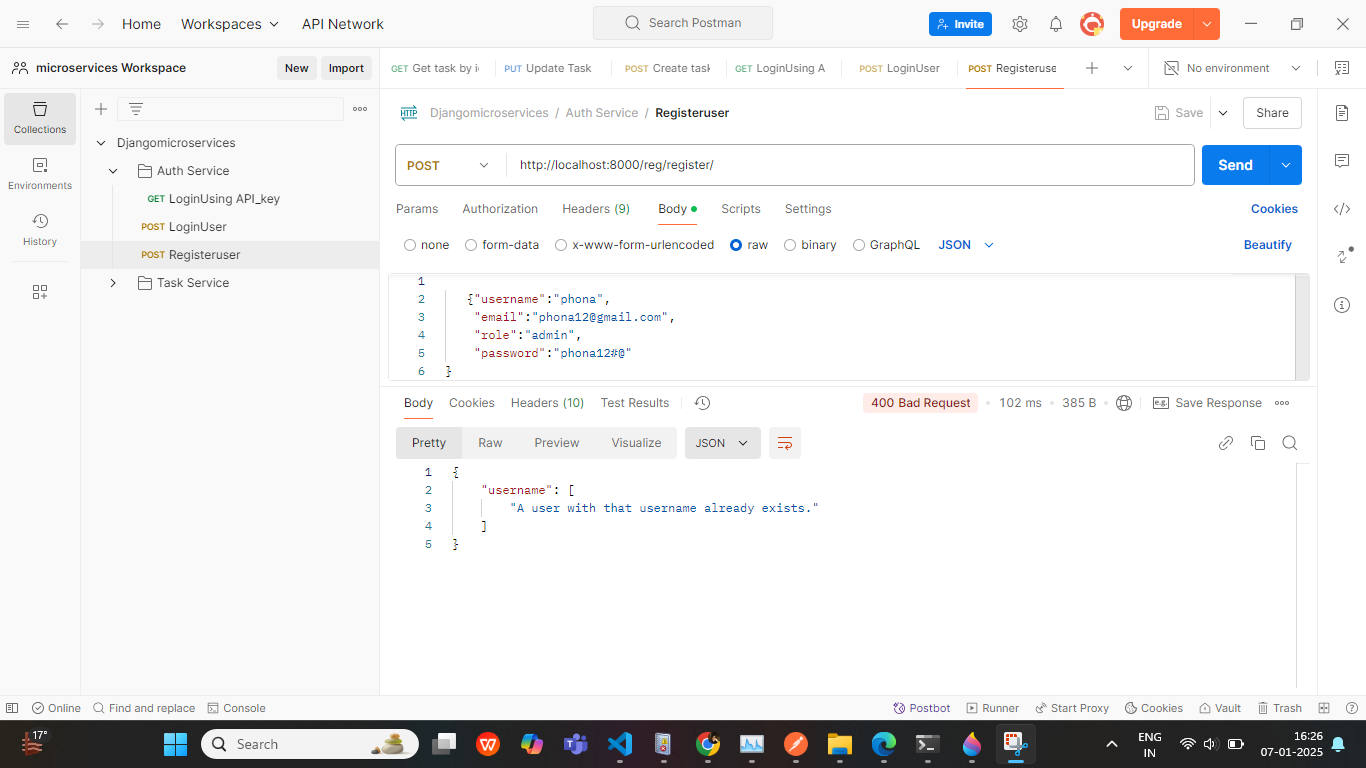 Home Workspaces API Network Search Postman Invite Upgrade
microservices Workspace New Import GET Get task by i PUT Update Task POST Create task GET LoginUsing A POST LoginUser POST Registeruse No environment
Collections
Environments
History
Djangomicroservices
Auth Service
GET LoginUsing API_key
POST LoginUser
POST Registeruser
Task Service
HTTP Djangomicroservices / Auth Service / Registeruser Save Share
POST http://localhost:8000/reg/register/ Send
Params Authorization Headers (9) Body Scripts Settings Cookies
none form-data x-www-form-urlencoded raw binary GraphQL JSON Beautify
1
2 {"username":"phona",
3 "email":"phona12@gmail.com",
4 "role":"admin",
5 "password":"phona12#@"
6 }
Body Cookies Headers (10) Test Results 400 Bad Request 102 ms 385 B e.g. Save Response
Pretty Raw Preview Visualize JSON
1 {
2 "username": [
3 "A user with that username already exists."
4 ]
5 }
Online Find and replace Console Postbot Runner Start Proxy Cookies Vault Trash
17° Search ENG IN 16:26 07-01-2025